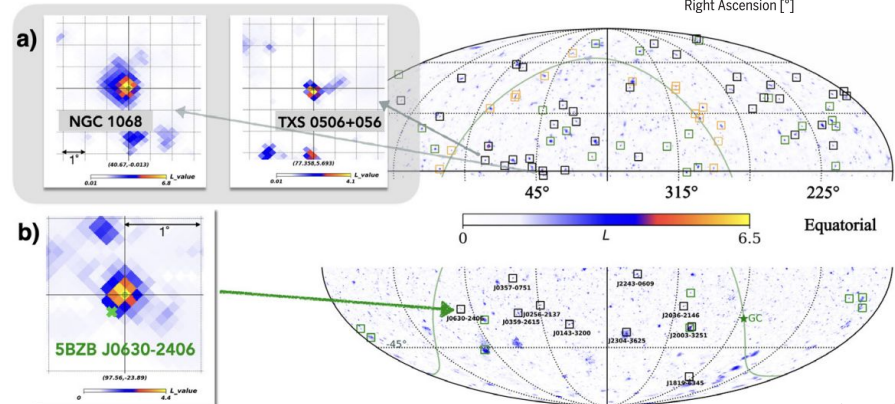 Right Ascension [°]
a)
NGC 1068
TXS 0506+056
1°
(40.67,-0.013)
(77.358,5.693)
0.01
6.8
L_value
0.01
4.1
L_value
45°
315°
225°
0
L
6.5
Equatorial
b)
1°
5BZB J0630-2406
(97.56,-23.89)
0
4.4
L_value
J0357-0751
J2243-0609
J0630-2406
J0256-2137
J0359-2615
J0143-3200
J2036-2146
GC
J2304-3625
J2003-3251
-45°
J1819-6345